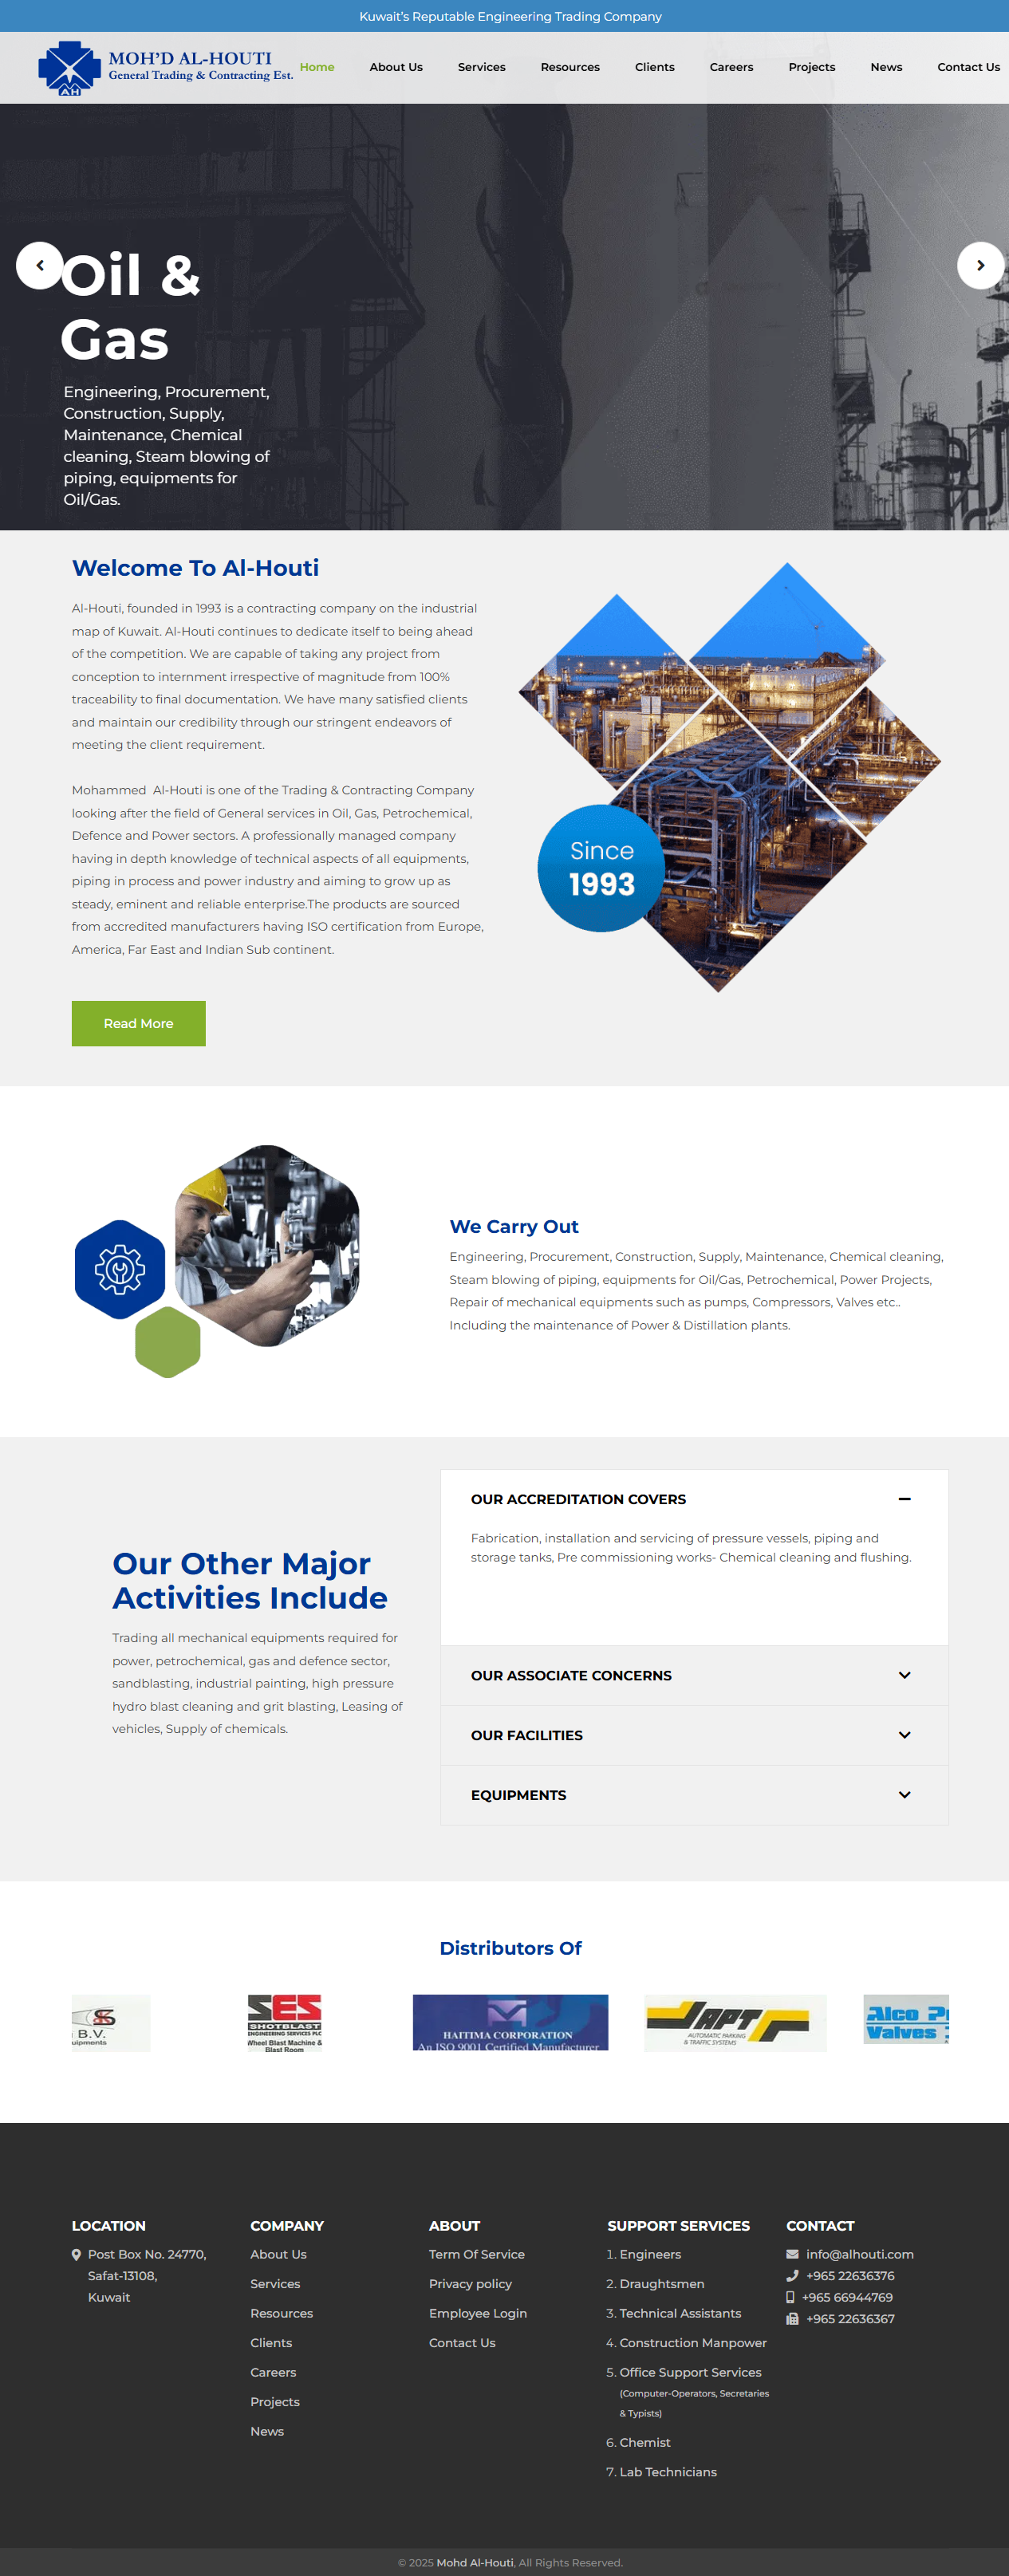 Kuwait's Reputable Engineering Trading Company
MOH'D AL-HOUTI
General Trading & Contracting Est.
AH
Home
About Us
Services
Resources
Clients
Careers
Projects
News
Contact Us
Oil &
Gas
Engineering, Procurement,
Construction, Supply,
Maintenance, Chemical
cleaning, Steam blowing of
piping, equipments for
Oil/Gas.
Welcome To Al-Houti
Al-Houti, founded in 1993 is a contracting company on the industrial
map of Kuwait. Al-Houti continues to dedicate itself to being ahead
of the competition. We are capable of taking any project from
conception to internment irrespective of magnitude from 100%
traceability to final documentation. We have many satisfied clients
and maintain our credibility through our stringent endeavors of
meeting the client requirement.
Mohammed Al-Houti is one of the Trading & Contracting Company
looking after the field of General services in Oil, Gas, Petrochemical,
Defence and Power sectors. A professionally managed company
having in depth knowledge of technical aspects of all equipments,
piping in process and power industry and aiming to grow up as
steady, eminent and reliable enterprise.The products are sourced
from accredited manufacturers having ISO certification from Europe,
America, Far East and Indian Sub continent.
Since
1993
Read More
We Carry Out
Engineering, Procurement, Construction, Supply, Maintenance, Chemical cleaning,
Steam blowing of piping, equipments for Oil/Gas, Petrochemical, Power Projects,
Repair of mechanical equipments such as pumps, Compressors, Valves etc..
Including the maintenance of Power & Distillation plants.
Our Other Major
Activities Include
Trading all mechanical equipments required for
power, petrochemical, gas and defence sector,
sandblasting, industrial painting, high pressure
hydro blast cleaning and grit blasting, Leasing of
vehicles, Supply of chemicals.
OUR ACCREDITATION COVERS
Fabrication, installation and servicing of pressure vessels, piping and
storage tanks, Pre commissioning works- Chemical cleaning and flushing.
OUR ASSOCIATE CONCERNS
OUR FACILITIES
EQUIPMENTS
Distributors Of
SK
B.V.
uipments
SES
SHOTBLAST
ENGINEERING SERVICES PLC
Wheel Blast Machine &
Blast Room
HAITIMA CORPORATION
An ISO 9001 Certified Manufacturer
APT
AUTOMATIC PARKING
& TRAFFIC SYSTEMS
Alco
Valves
LOCATION
Post Box No. 24770,
Safat-13108,
Kuwait
COMPANY
About Us
Services
Resources
Clients
Careers
Projects
News
ABOUT
Term Of Service
Privacy policy
Employee Login
Contact Us
SUPPORT SERVICES
1. Engineers
2. Draughtsmen
3. Technical Assistants
4. Construction Manpower
5. Office Support Services
(Computer-Operators, Secretaries
& Typists)
6. Chemist
7. Lab Technicians
CONTACT
info@alhouti.com
+965 22636376
+965 66944769
+965 22636367
© 2025 Mohd Al-Houti, All Rights Reserved.